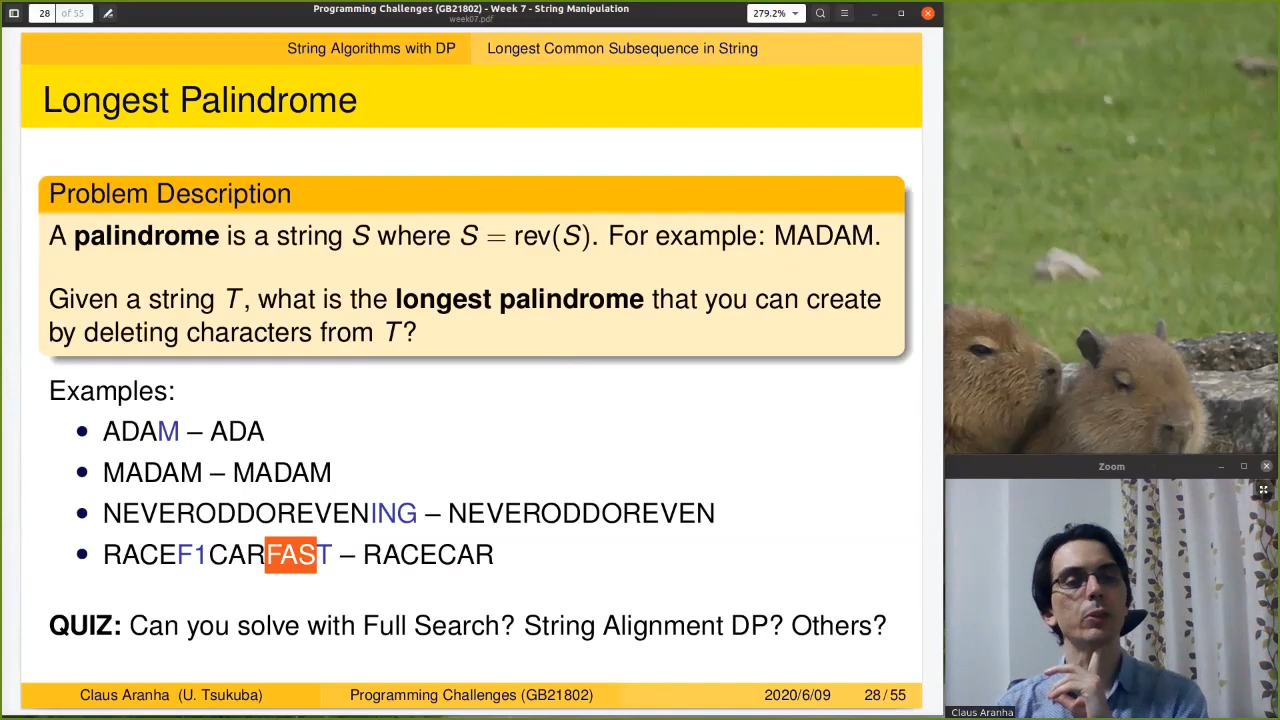 28 of 55
Programming Challenges (GB21802) - Week 7 - String Manipulation
week07.pdf
279.2%
String Algorithms with DP
Longest Common Subsequence in String
Longest Palindrome
Problem Description
A palindrome is a string S where S = rev(S). For example: MADAM.
Given a string T, what is the longest palindrome that you can create
by deleting characters from T?
Examples:
• ADAM – ADA
• MADAM – MADAM
• NEVERODDOREVENING – NEVERODDOREVEN
• RACEF1CARFAST – RACECAR
QUIZ: Can you solve with Full Search? String Alignment DP? Others?
Claus Aranha (U. Tsukuba)
Programming Challenges (GB21802)
2020/6/09
28 / 55
Zoom
Claus Aranha